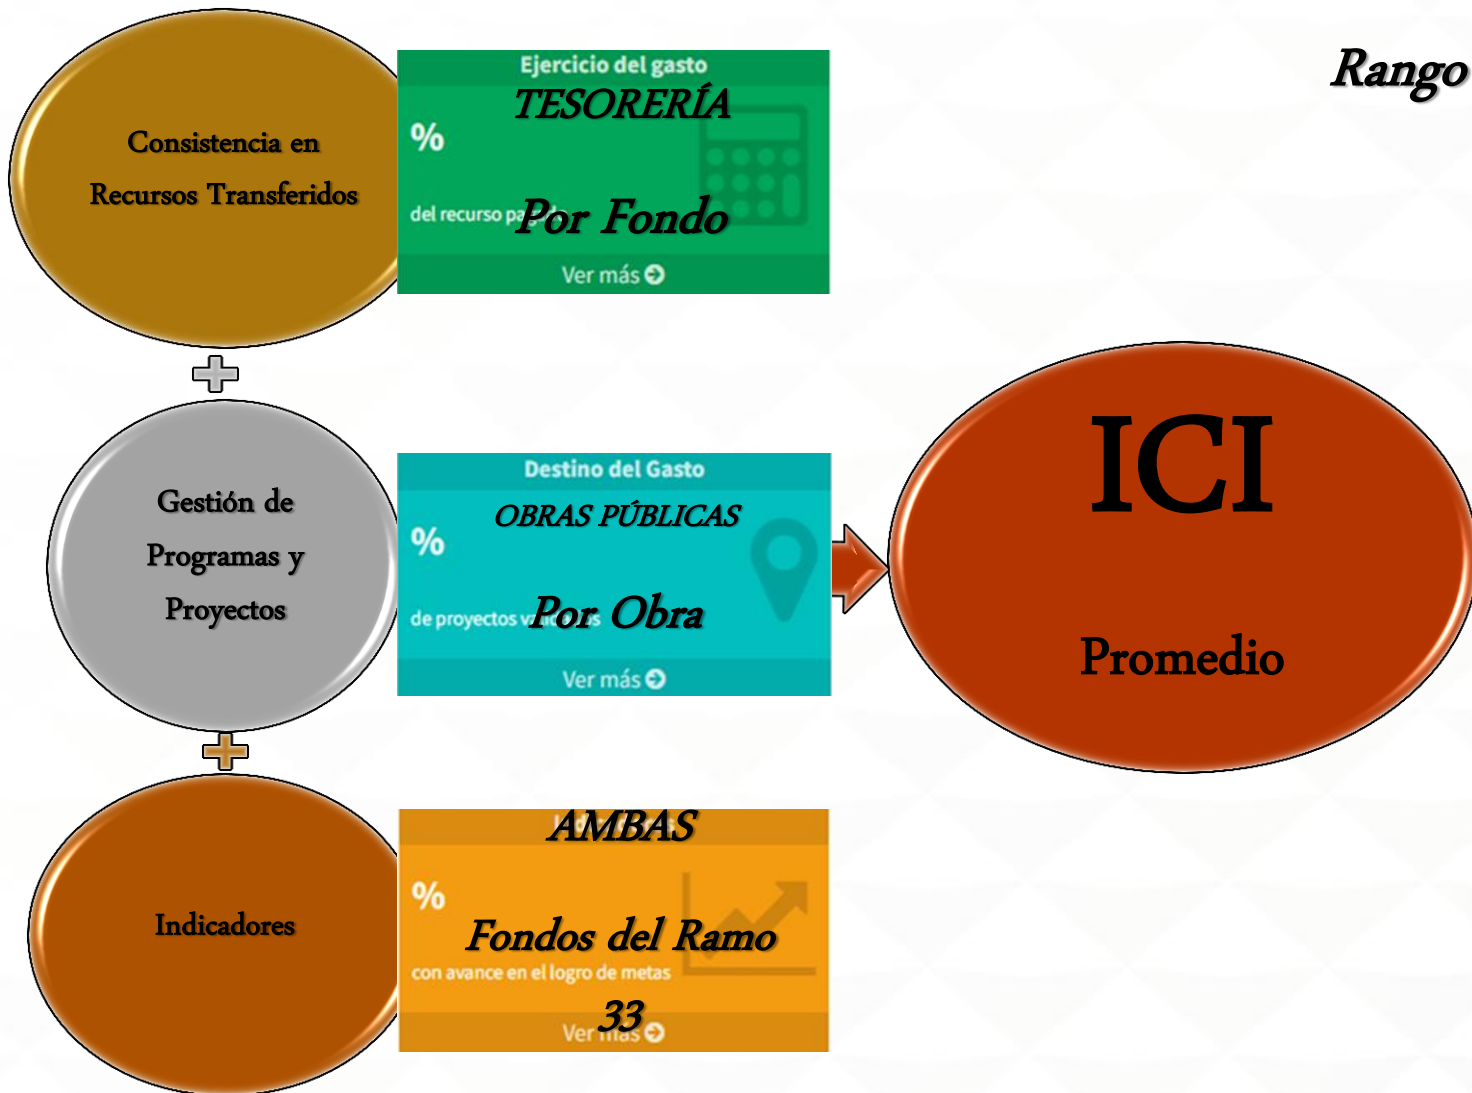 Rango
Consistencia en
Recursos Transferidos
Ejercicio del gasto
TESORERÍA
%
del recurso
Por Fondo
Ver más
Gestión de
Programas y
Proyectos
Destino del Gasto
OBRAS PÚBLICAS
%
de proyectos
Por Obra
Ver más
ICI
Promedio
Indicadores
AMBAS
%
Fondos del Ramo
con avance en el logro de metas
33
Ver más